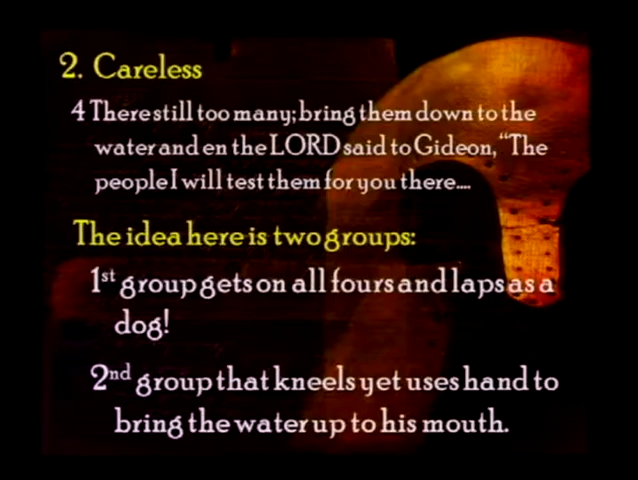 2. Careless
4 There still too many; bring them down to the
water and en the LORD said to Gideon, “The
people I will test them for you there....
The idea here is two groups:
1st group gets on all fours and laps as a
dog!
2nd group that kneels yet uses hand to
bring the water up to his mouth.